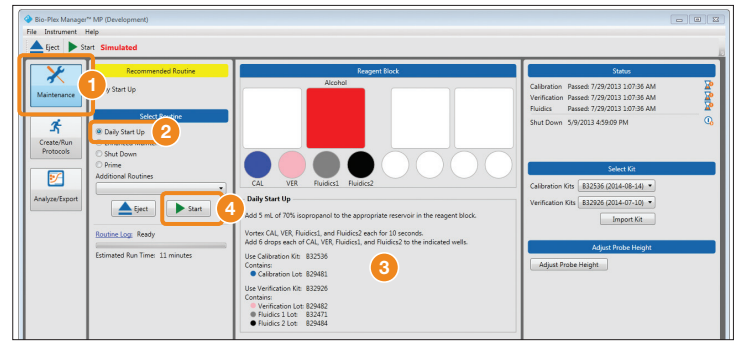 Bio-Plex Manager™ MP (Development)
File Instrument Help
Eject Start Simulated
Maintenance
Create/Run
Protocols
Analyze/Export
1
Recommended Routine
y Start Up
Select Routine
Daily Start Up
2
Shut Down
Prime
Additional Routines
Eject
Start
4
Routine Log: Ready
Estimated Run Time: 11 minutes
Reagent Block
Alcohol
CAL VER Fluidics1 Fluidics2
Daily Start Up
Add 5 mL of 70% isopropanol to the appropriate reservoir in the reagent block.
Vortex CAL, VER, Fluidics1, and Fluidics2 each for 10 seconds.
Add 6 drops each of CAL, VER, Fluidics1, and Fluidics2 to the indicated wells.
Use Calibration Kit: B32536
Contains:
Calibration Lot: B29481
Use Verification Kit: B32926
Contains:
Verification Lot: B29482
Fluidics 1 Lot: B32471
Fluidics 2 Lot: B29484
3
Status
Calibration Passed: 7/29/2013 1:07:36 AM
Verification Passed: 7/29/2013 1:07:36 AM
Fluidics Passed: 7/29/2013 1:07:36 AM
Shut Down 5/9/2013 4:59:09 PM
Select Kit
Calibration Kits B32536 (2014-08-14)
Verification Kits B32926 (2014-07-10)
Import Kit
Adjust Probe Height
Adjust Probe Height